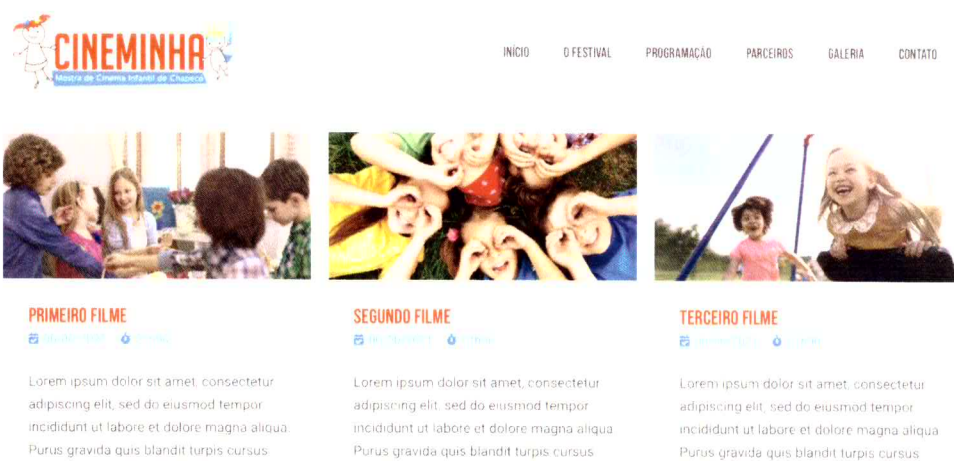 CINEMINHA
Mostra de Cinema Infantil de Chapecó
INÍCIO O FESTIVAL PROGRAMAÇÃO PARCEIROS GALERIA CONTATO
PRIMEIRO FILME
Lorem ipsum dolor sit amet, consectetur
adipiscing elit, sed do eiusmod tempor
incididunt ut labore et dolore magna aliqua.
Purus gravida quis blandit turpis cursus
SEGUNDO FILME
Lorem ipsum dolor sit amet, consectetur
adipiscing elit, sed do eiusmod tempor
incididunt ut labore et dolore magna aliqua
Purus gravida quis blandit turpis cursus
TERCEIRO FILME
Lorem ipsum dolor sit amet, consectetur
adipiscing elit, sed do eiusmod tempor
incididunt ut labore et dolore magna aliqua
Purus gravida quis blandit turpis cursus